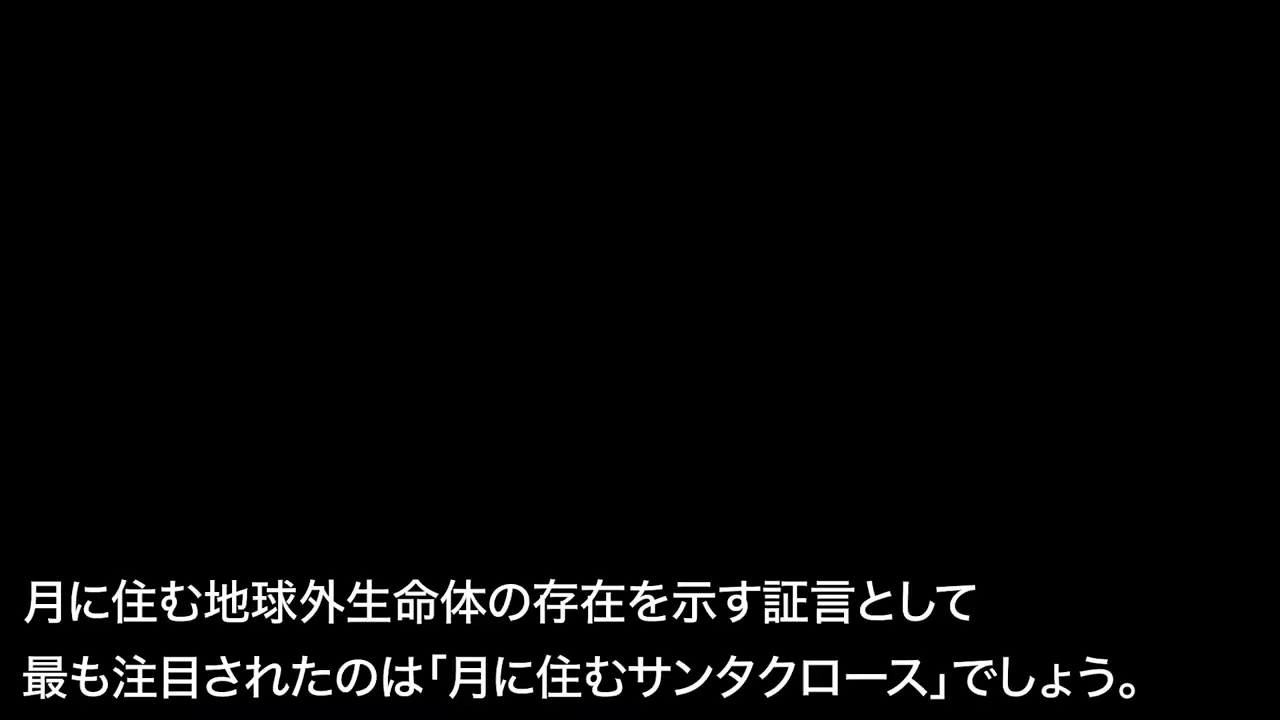 月に住む地球外生命体の存在を示す証言として
最も注目されたのは「月に住むサンタクロース」でしょう。